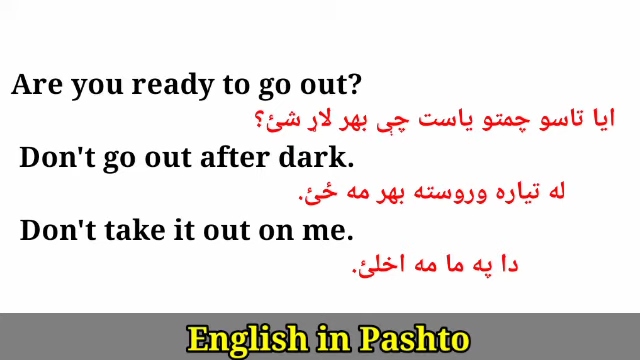 Are you ready to go out?
ایا تاسو چمتو یاست چې بهر لاړ شئ؟
Don't go out after dark.
له تیاره وروسته بهر مه ځئ.
Don't take it out on me.
دا په ما مه اخلئ.
English in Pashto